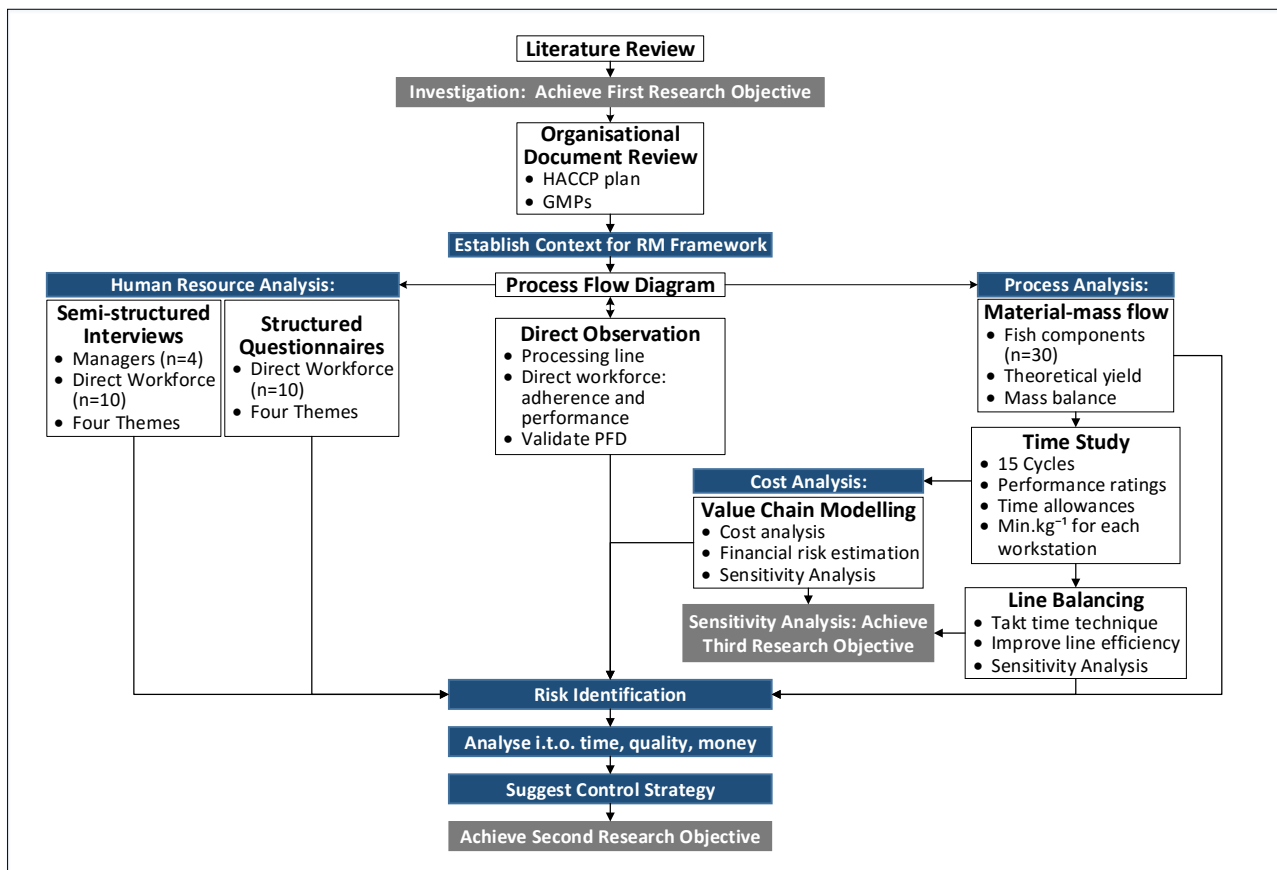 Literature Review
Investigation:  Achieve First Research Objective
Organisational
Document Review
• HACCP plan
• GMPs
Establish Context for RM Framework
Process Flow Diagram
Human Resource Analysis:
Semi-structured
Interviews
• Managers (n=4)
• Direct Workforce
(n=10)
• Four Themes
Structured
Questionnaires
• Direct Workforce
(n=10)
• Four Themes
Direct Observation
• Processing line
• Direct workforce:
adherence and
performance
• Validate PFD
Process Analysis:
Material-mass flow
• Fish components
(n=30)
• Theoretical yield
• Mass balance
Time Study
• 15 Cycles
• Performance ratings
• Time allowances
• Min.kg⁻¹ for each
workstation
Cost Analysis:
Value Chain Modelling
• Cost analysis
• Financial risk estimation
• Sensitivity Analysis
Line Balancing
• Takt time technique
• Improve line efficiency
• Sensitivity Analysis
Sensitivity Analysis: Achieve
Third Research Objective
Risk Identification
Analyse i.t.o. time, quality, money
Suggest Control Strategy
Achieve Second Research Objective